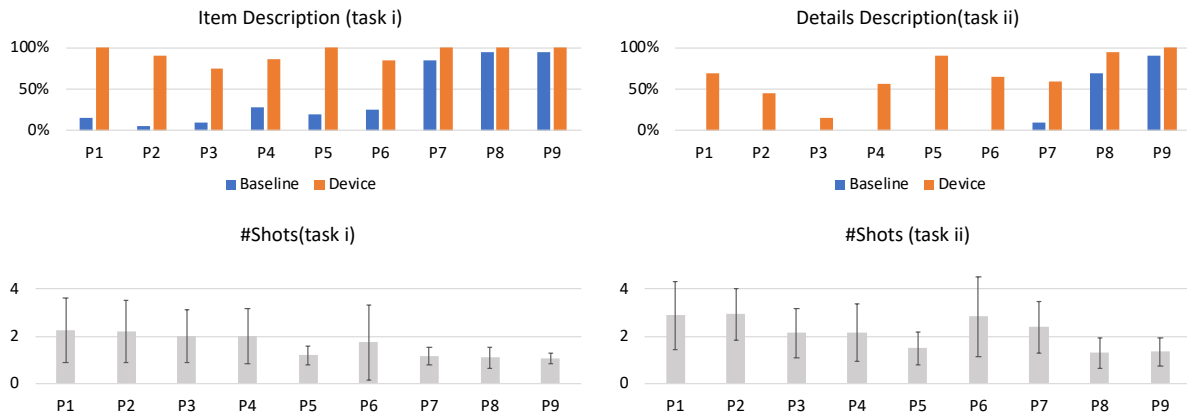 Item Description (task i)
100%
50%
0%
P1 P2 P3 P4 P5 P6 P7 P8 P9
Baseline Device
Details Description(task ii)
100%
50%
0%
P1 P2 P3 P4 P5 P6 P7 P8 P9
Baseline Device
#Shots(task i)
4
2
0
P1 P2 P3 P4 P5 P6 P7 P8 P9
#Shots (task ii)
4
2
0
P1 P2 P3 P4 P5 P6 P7 P8 P9